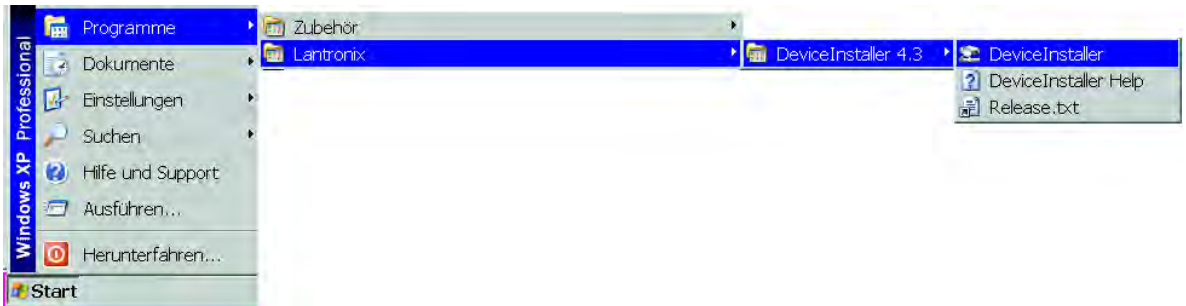 Windows XP Professional
Programme
Dokumente
Einstellungen
Suchen
Hilfe und Support
Ausführen...
Herunterfahren...
Start
Zubehör
Lantronix
DeviceInstaller 4.3
DeviceInstaller
DeviceInstaller Help
Release.txt